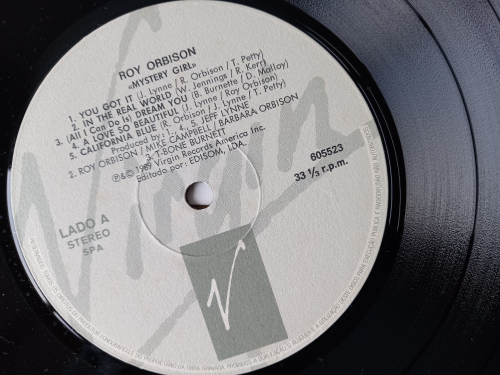 ROY ORBISON
«MYSTERY GIRL»
1. YOU GOT IT (J. Lynne / R. Orbison / T. Petty)
2. IN THE REAL WORLD (W. Jennings / R. Kerr)
3. (All I Can Do Is) DREAM YOU (B. Burnette / D. Malloy)
4. A LOVE SO BEAUTIFUL (J. Lynne / Roy Orbison)
5. CALIFORNIA BLUE (R. Orbison / J. Lynne / T. Petty)
Produced by: 1. 4. 5. JEFF LYNNE
2. ROY ORBISON / MIKE CAMPBELL / BARBARA ORBISON
3. T-BONE BURNETT
℗&© 1989 Virgin Records America Inc.
Editado por: EDISOM, LDA.
605523
33 ⅓ r.p.m.
LADO A
STEREO
SPA
Virgin
V